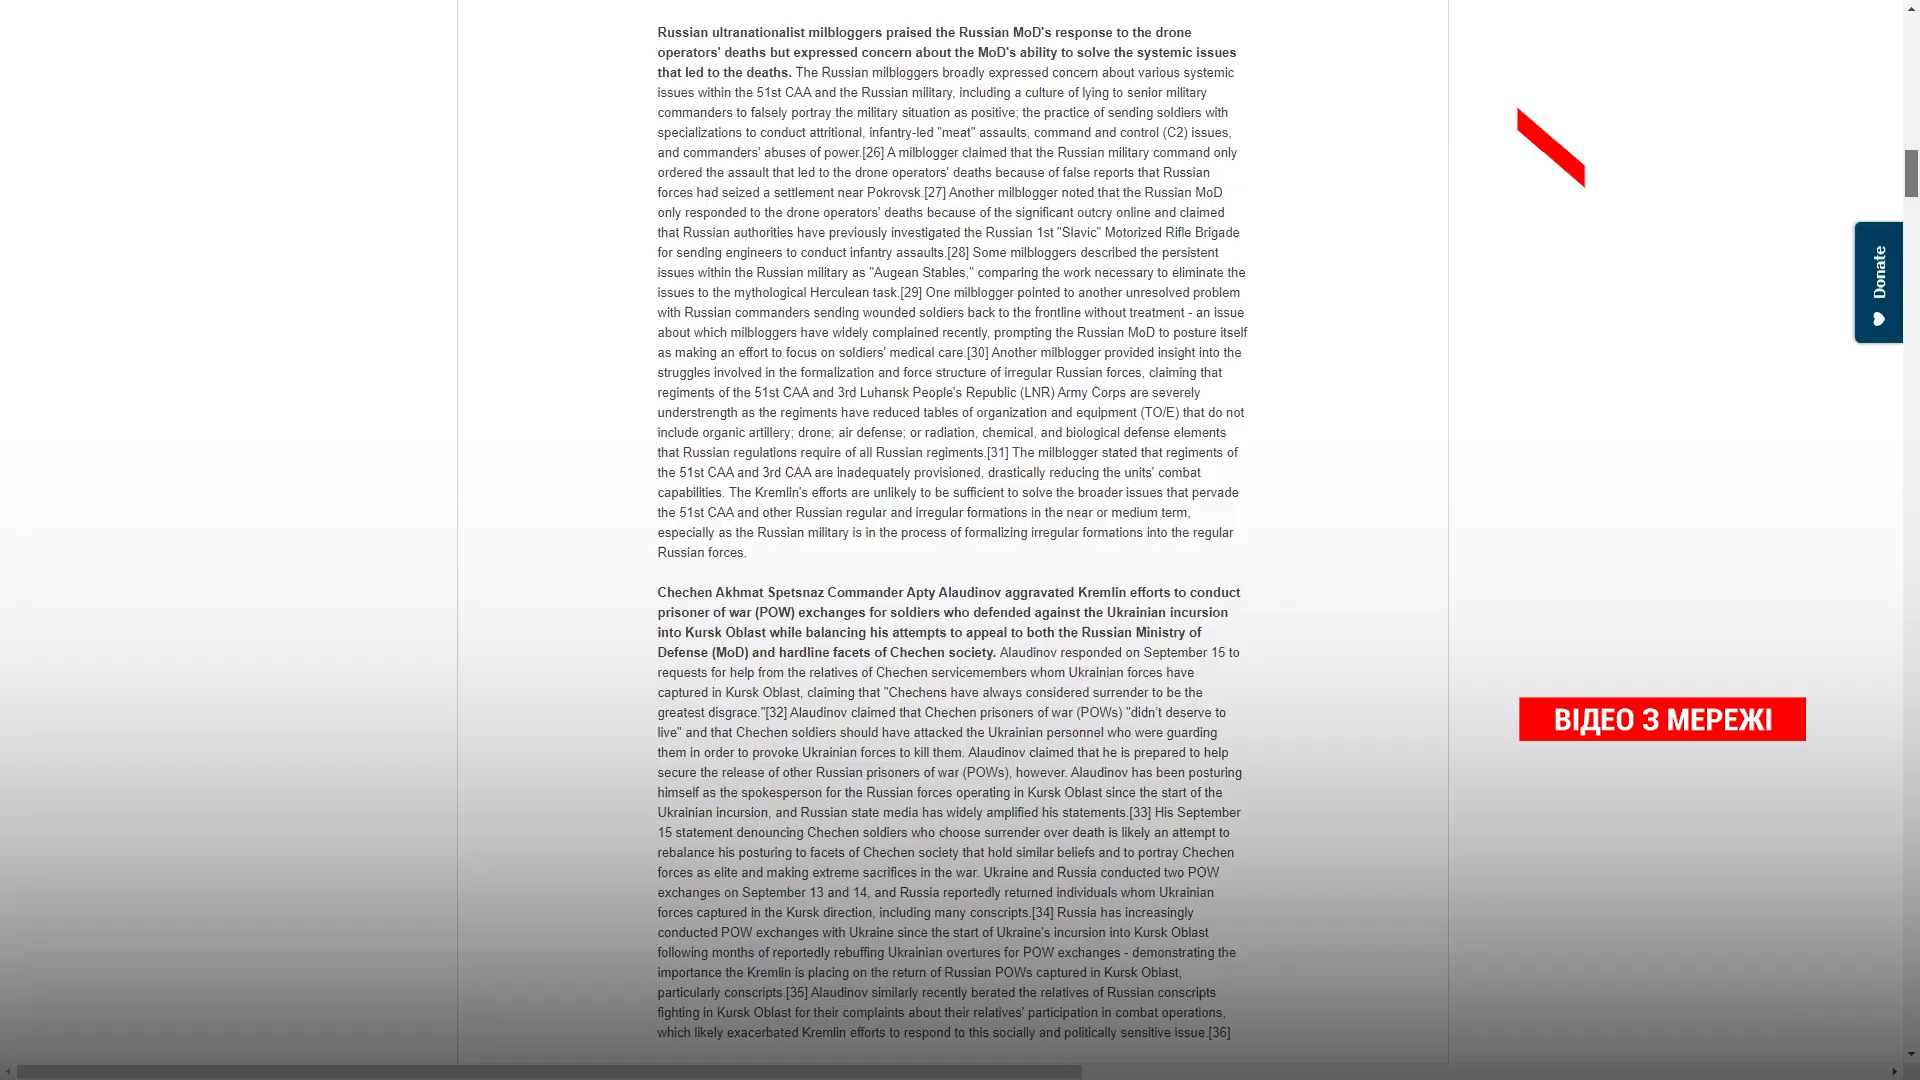 Russian ultranationalist milbloggers praised the Russian MoD's response to the drone
operators' deaths but expressed concern about the MoD's ability to solve the systemic issues
that led to the deaths. The Russian milbloggers broadly expressed concern about various systemic
issues within the 51st CAA and the Russian military, including a culture of lying to senior military
commanders to falsely portray the military situation as positive; the practice of sending soldiers with
specializations to conduct attritional, infantry-led "meat" assaults, command and control (C2) issues,
and commanders' abuses of power.[26] A milblogger claimed that the Russian military command only
ordered the assault that led to the drone operators' deaths because of false reports that Russian
forces had seized a settlement near Pokrovsk.[27] Another milblogger noted that the Russian MoD
only responded to the drone operators' deaths because of the significant outcry online and claimed
that Russian authorities have previously investigated the Russian 1st "Slavic" Motorized Rifle Brigade
for sending engineers to conduct infantry assaults.[28] Some milbloggers described the persistent
issues within the Russian military as "Augean Stables," comparing the work necessary to eliminate the
issues to the mythological Herculean task.[29] One milblogger pointed to another unresolved problem
with Russian commanders sending wounded soldiers back to the frontline without treatment - an issue
about which milbloggers have widely complained recently, prompting the Russian MoD to posture itself
as making an effort to focus on soldiers' medical care.[30] Another milblogger provided insight into the
struggles involved in the formalization and force structure of irregular Russian forces, claiming that
regiments of the 51st CAA and 3rd Luhansk People's Republic (LNR) Army Corps are severely
understrength as the regiments have reduced tables of organization and equipment (TO/E) that do not
include organic artillery; drone; air defense; or radiation, chemical, and biological defense elements
that Russian regulations require of all Russian regiments.[31] The milblogger stated that regiments of
the 51st CAA and 3rd CAA are inadequately provisioned, drastically reducing the units' combat
capabilities. The Kremlin's efforts are unlikely to be sufficient to solve the broader issues that pervade
the 51st CAA and other Russian regular and irregular formations in the near or medium term,
especially as the Russian military is in the process of formalizing irregular formations into the regular
Russian forces.
Chechen Akhmat Spetsnaz Commander Apty Alaudinov aggravated Kremlin efforts to conduct
prisoner of war (POW) exchanges for soldiers who defended against the Ukrainian incursion
into Kursk Oblast while balancing his attempts to appeal to both the Russian Ministry of
Defense (MoD) and hardline facets of Chechen society. Alaudinov responded on September 15 to
requests for help from the relatives of Chechen servicemembers whom Ukrainian forces have
captured in Kursk Oblast, claiming that "Chechens have always considered surrender to be the
greatest disgrace."[32] Alaudinov claimed that Chechen prisoners of war (POWs) "didn't deserve to
live" and that Chechen soldiers should have attacked the Ukrainian personnel who were guarding
them in order to provoke Ukrainian forces to kill them. Alaudinov claimed that he is prepared to help
secure the release of other Russian prisoners of war (POWs), however. Alaudinov has been posturing
himself as the spokesperson for the Russian forces operating in Kursk Oblast since the start of the
Ukrainian incursion, and Russian state media has widely amplified his statements.[33] His September
15 statement denouncing Chechen soldiers who choose surrender over death is likely an attempt to
rebalance his posturing to facets of Chechen society that hold similar beliefs and to portray Chechen
forces as elite and making extreme sacrifices in the war. Ukraine and Russia conducted two POW
exchanges on September 13 and 14, and Russia reportedly returned individuals whom Ukrainian
forces captured in the Kursk direction, including many conscripts.[34] Russia has increasingly
conducted POW exchanges with Ukraine since the start of Ukraine's incursion into Kursk Oblast
following months of reportedly rebuffing Ukrainian overtures for POW exchanges - demonstrating the
importance the Kremlin is placing on the return of Russian POWs captured in Kursk Oblast,
particularly conscripts.[35] Alaudinov similarly recently berated the relatives of Russian conscripts
fighting in Kursk Oblast for their complaints about their relatives' participation in combat operations,
which likely exacerbated Kremlin efforts to respond to this socially and politically sensitive issue.[36]
Donate
ВІДЕО З МЕРЕЖІ